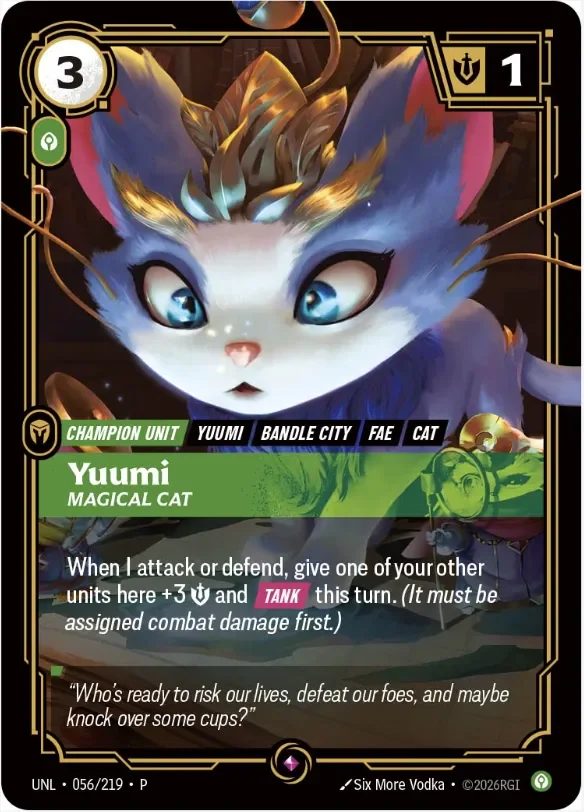 3
1
CHAMPION UNIT YUUMI BANDLE CITY FAE CAT
Yuumi
MAGICAL CAT
When I attack or defend, give one of your other
units here +3 and TANK this turn. (It must be
assigned combat damage first.)
“Who’s ready to risk our lives, defeat our foes, and maybe
knock over some cups?”
UNL • 056/219 • P
Six More Vodka • ©2026RGI